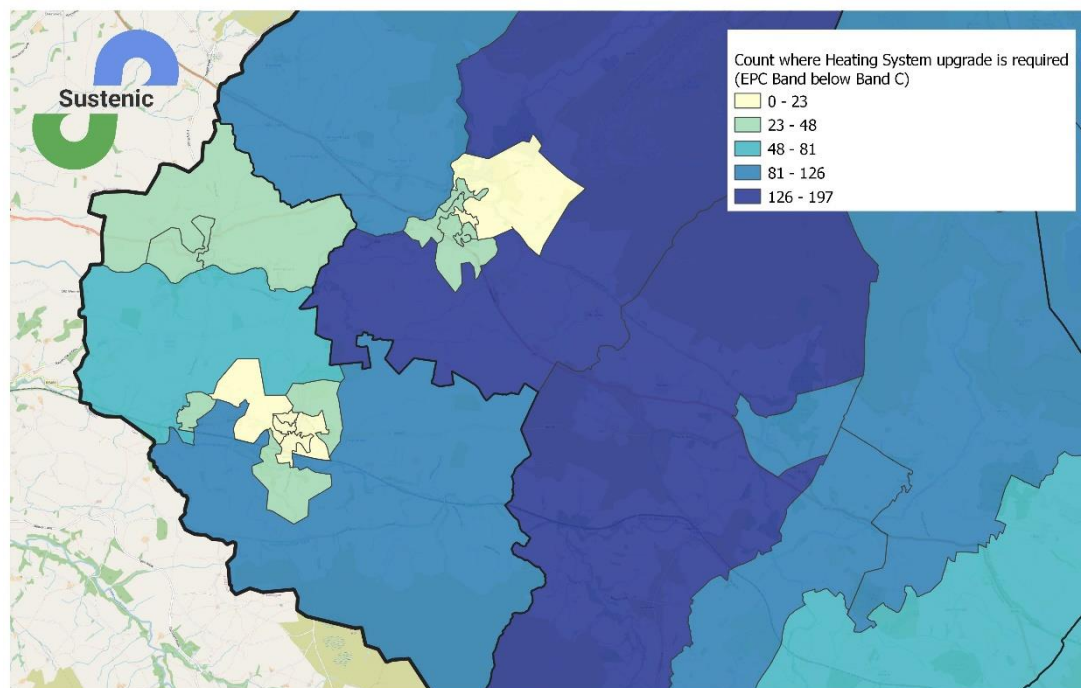 Sustenic
Count where Heating System upgrade is required
(EPC Band below Band C)
0 - 23
23 - 48
48 - 81
81 - 126
126 - 197